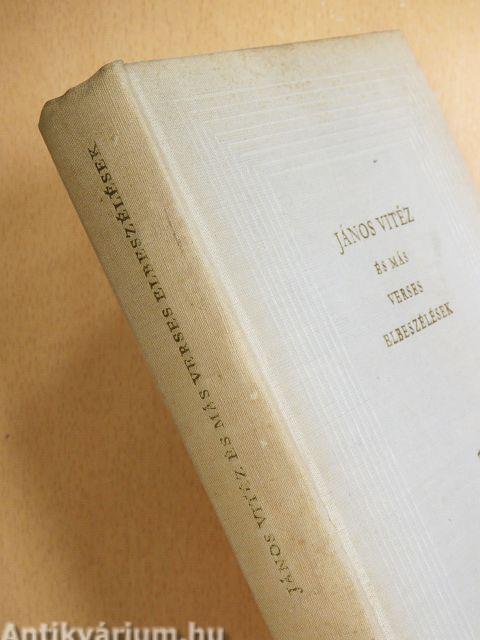 JÁNOS VITÉZ
ÉS MÁS
VERSES
ELBESZÉLÉSEK
JÁNOS VITÉZ ÉS MÁS VERSES ELBESZÉLÉSEK
Antikvárium.hu